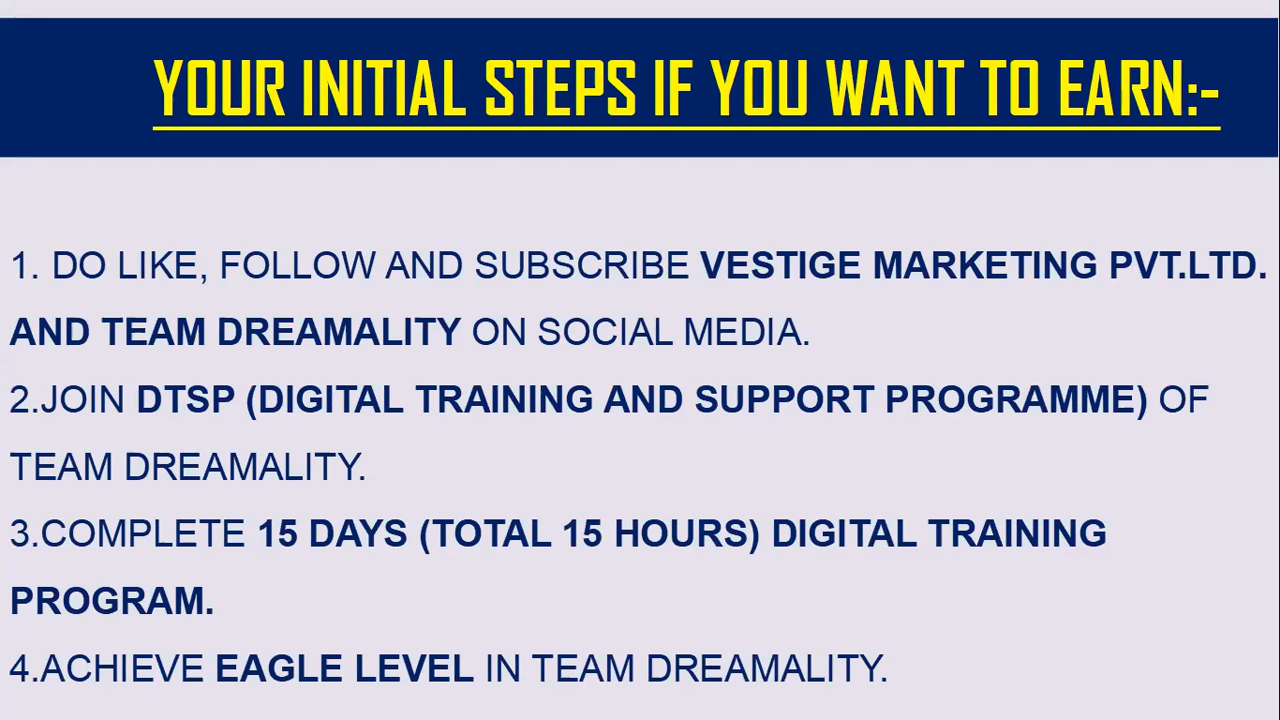 YOUR INITIAL STEPS IF YOU WANT TO EARN:-
1. DO LIKE, FOLLOW AND SUBSCRIBE VESTIGE MARKETING PVT.LTD.
AND TEAM DREAMALITY ON SOCIAL MEDIA.
2.JOIN DTSP (DIGITAL TRAINING AND SUPPORT PROGRAMME) OF
TEAM DREAMALITY.
3.COMPLETE 15 DAYS (TOTAL 15 HOURS) DIGITAL TRAINING
PROGRAM.
4.ACHIEVE EAGLE LEVEL IN TEAM DREAMALITY.